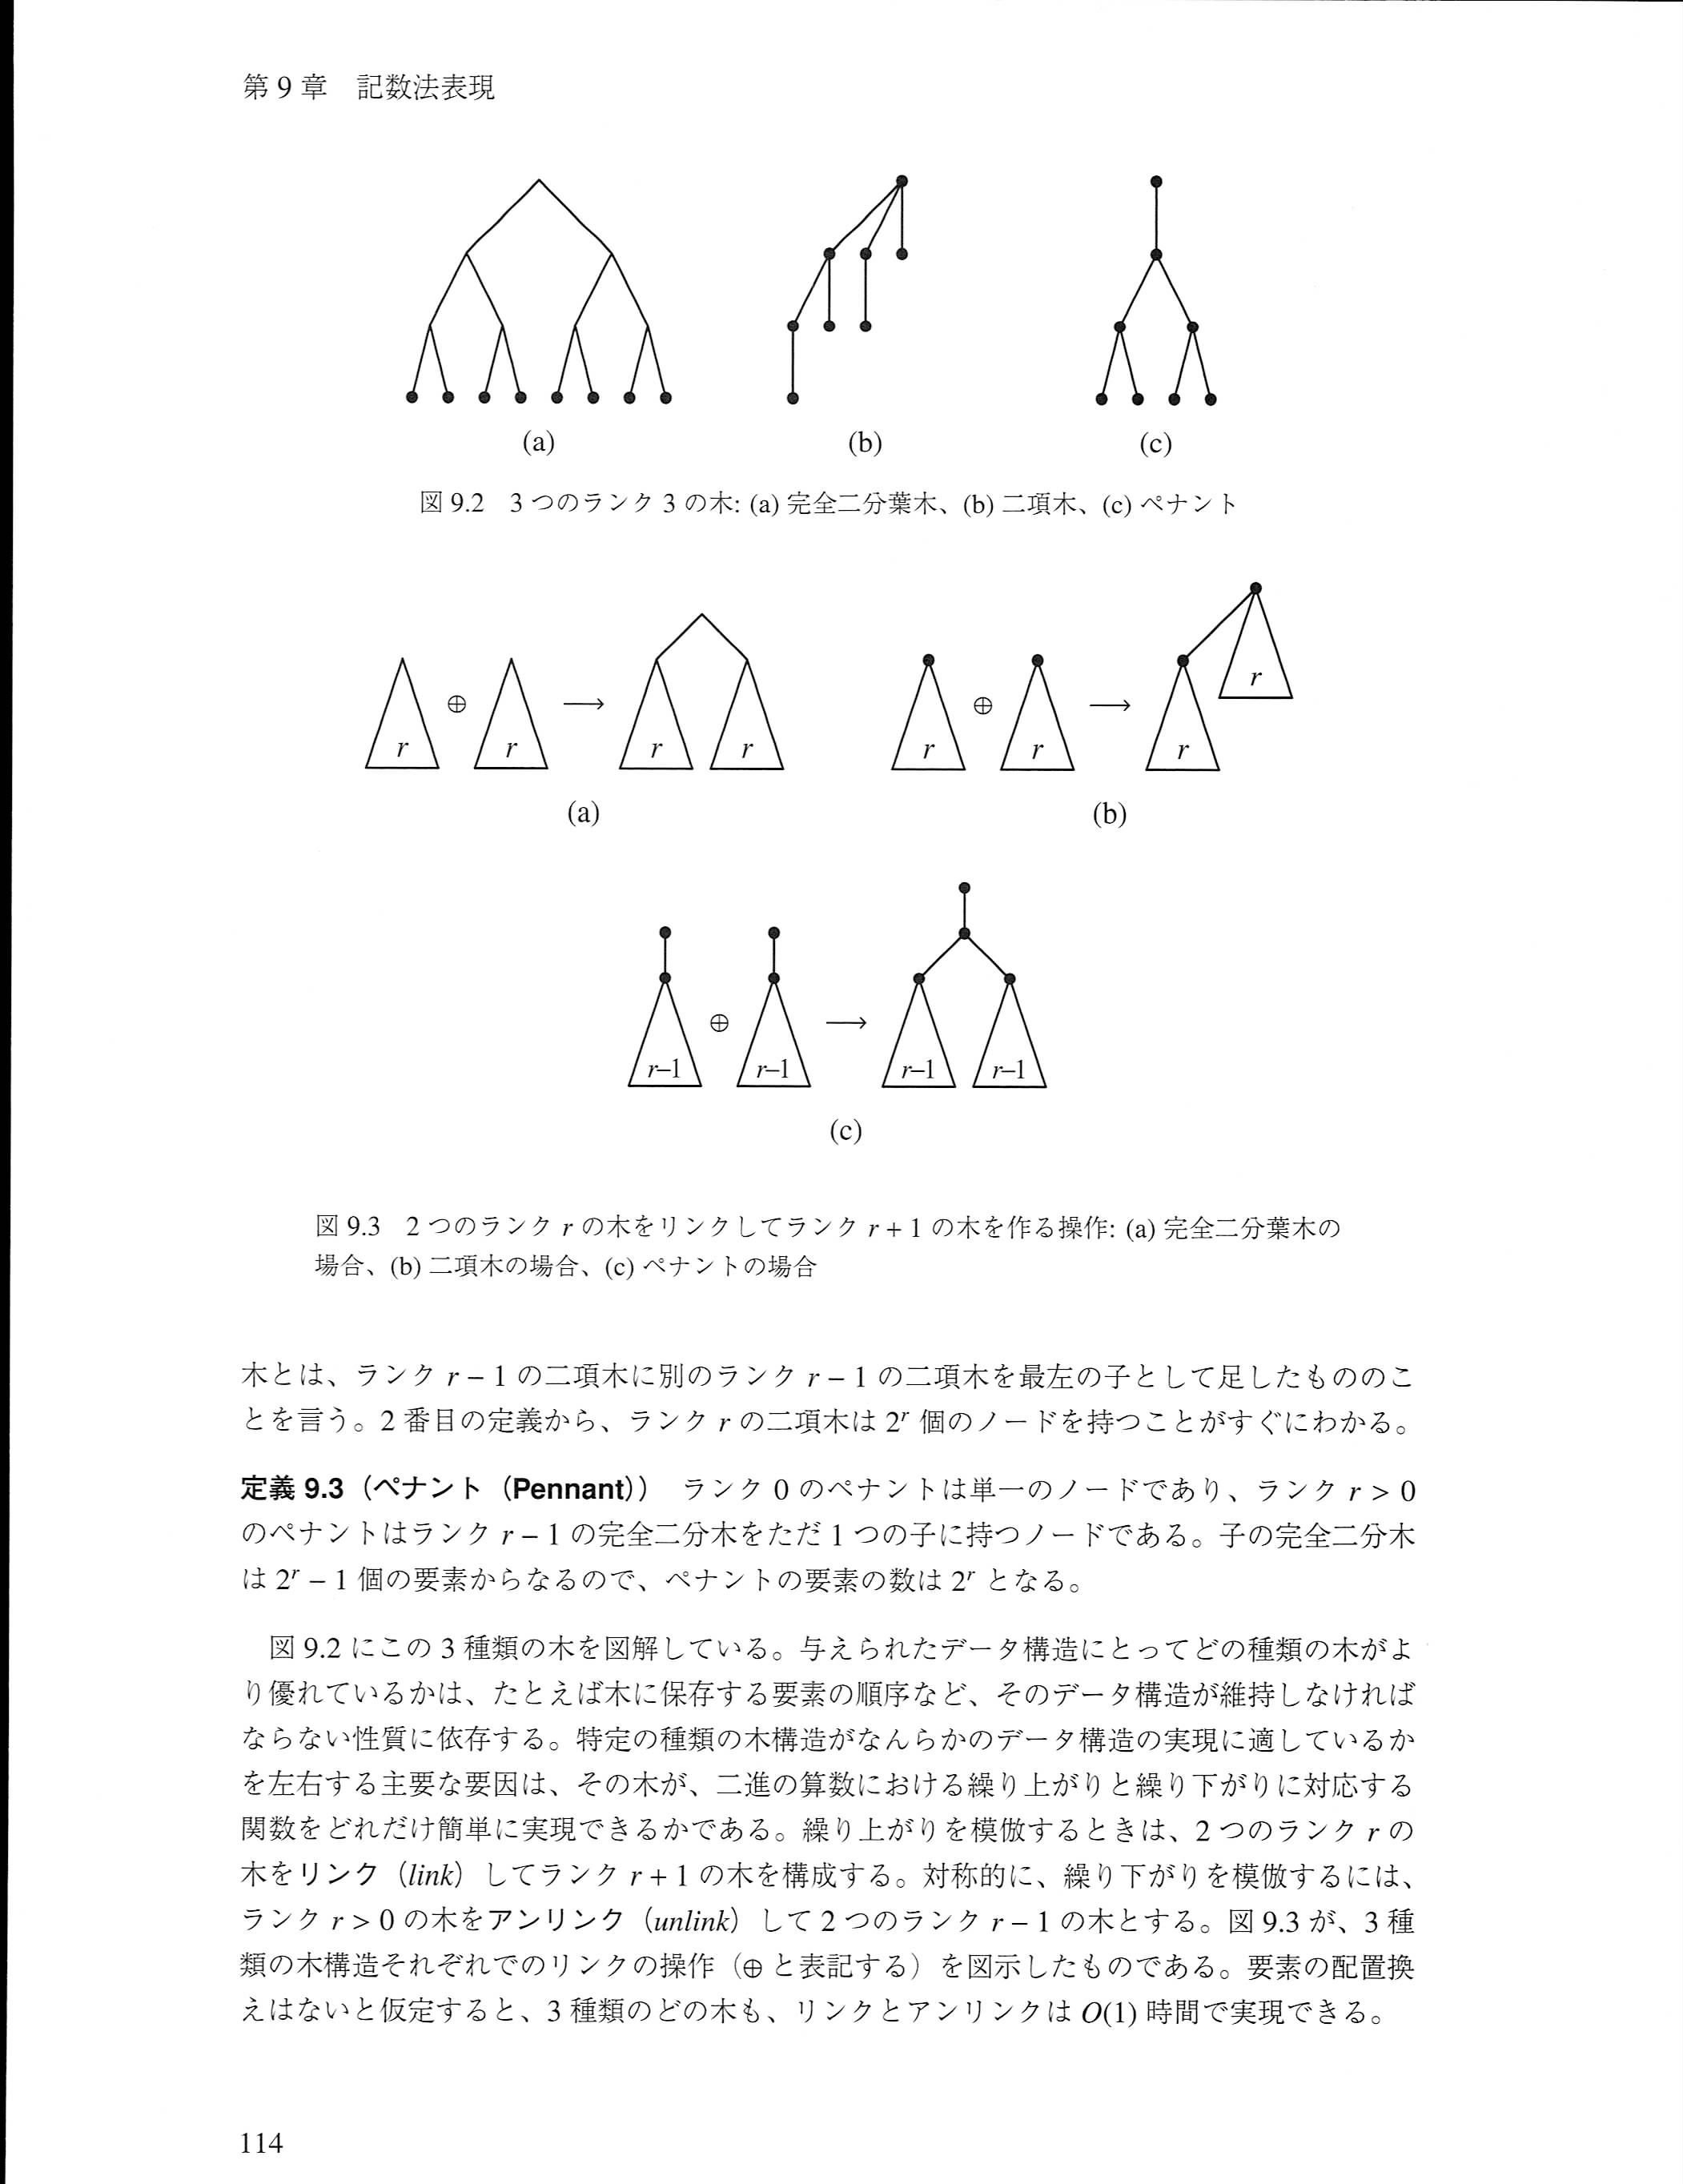 第 9 章　記数法表現
(a)
(b)
(c)
図 9.2　3 つのランク 3 の木: (a) 完全二分葉木、(b) 二項木、(c) ペナント
r ⊕ r ⟶ r r
r ⊕ r ⟶ r r
(a)
(b)
r–1 ⊕ r–1 ⟶ r–1 r–1
(c)
図 9.3　2 つのランク r の木をリンクしてランク r + 1 の木を作る操作: (a) 完全二分葉木の
場合、(b) 二項木の場合、(c) ペナントの場合
木とは、ランク r − 1 の二項木に別のランク r − 1 の二項木を最左の子として足したもののこ
とを言う。2 番目の定義から、ランク r の二項木は 2^r 個のノードを持つことがすぐにわかる。
定義 9.3（ペナント（Pennant））　ランク 0 のペナントは単一のノードであり、ランク r > 0
のペナントはランク r − 1 の完全二分木をただ 1 つの子に持つノードである。子の完全二分木
は 2^r − 1 個の要素からなるので、ペナントの要素の数は 2^r となる。
図 9.2 にこの 3 種類の木を図解している。与えられたデータ構造にとってどの種類の木がよ
り優れているかは、たとえば木に保存する要素の順序など、そのデータ構造が維持しなければ
ならない性質に依存する。特定の種類の木構造がなんらかのデータ構造の実現に適しているか
を左右する主要な要因は、その木が、二進の算数における繰り上がりと繰り下がりに対応する
関数をどれだけ簡単に実現できるかである。繰り上がりを模倣するときは、2 つのランク r の
木をリンク（link）してランク r + 1 の木を構成する。対称的に、繰り下がりを模倣するには、
ランク r > 0 の木をアンリンク（unlink）して 2 つのランク r − 1 の木とする。図 9.3 が、3 種
類の木構造それぞれでのリンクの操作（⊕ と表記する）を図示したものである。要素の配置換
えはないと仮定すると、3 種類のどの木も、リンクとアンリンクは O(1) 時間で実現できる。
114